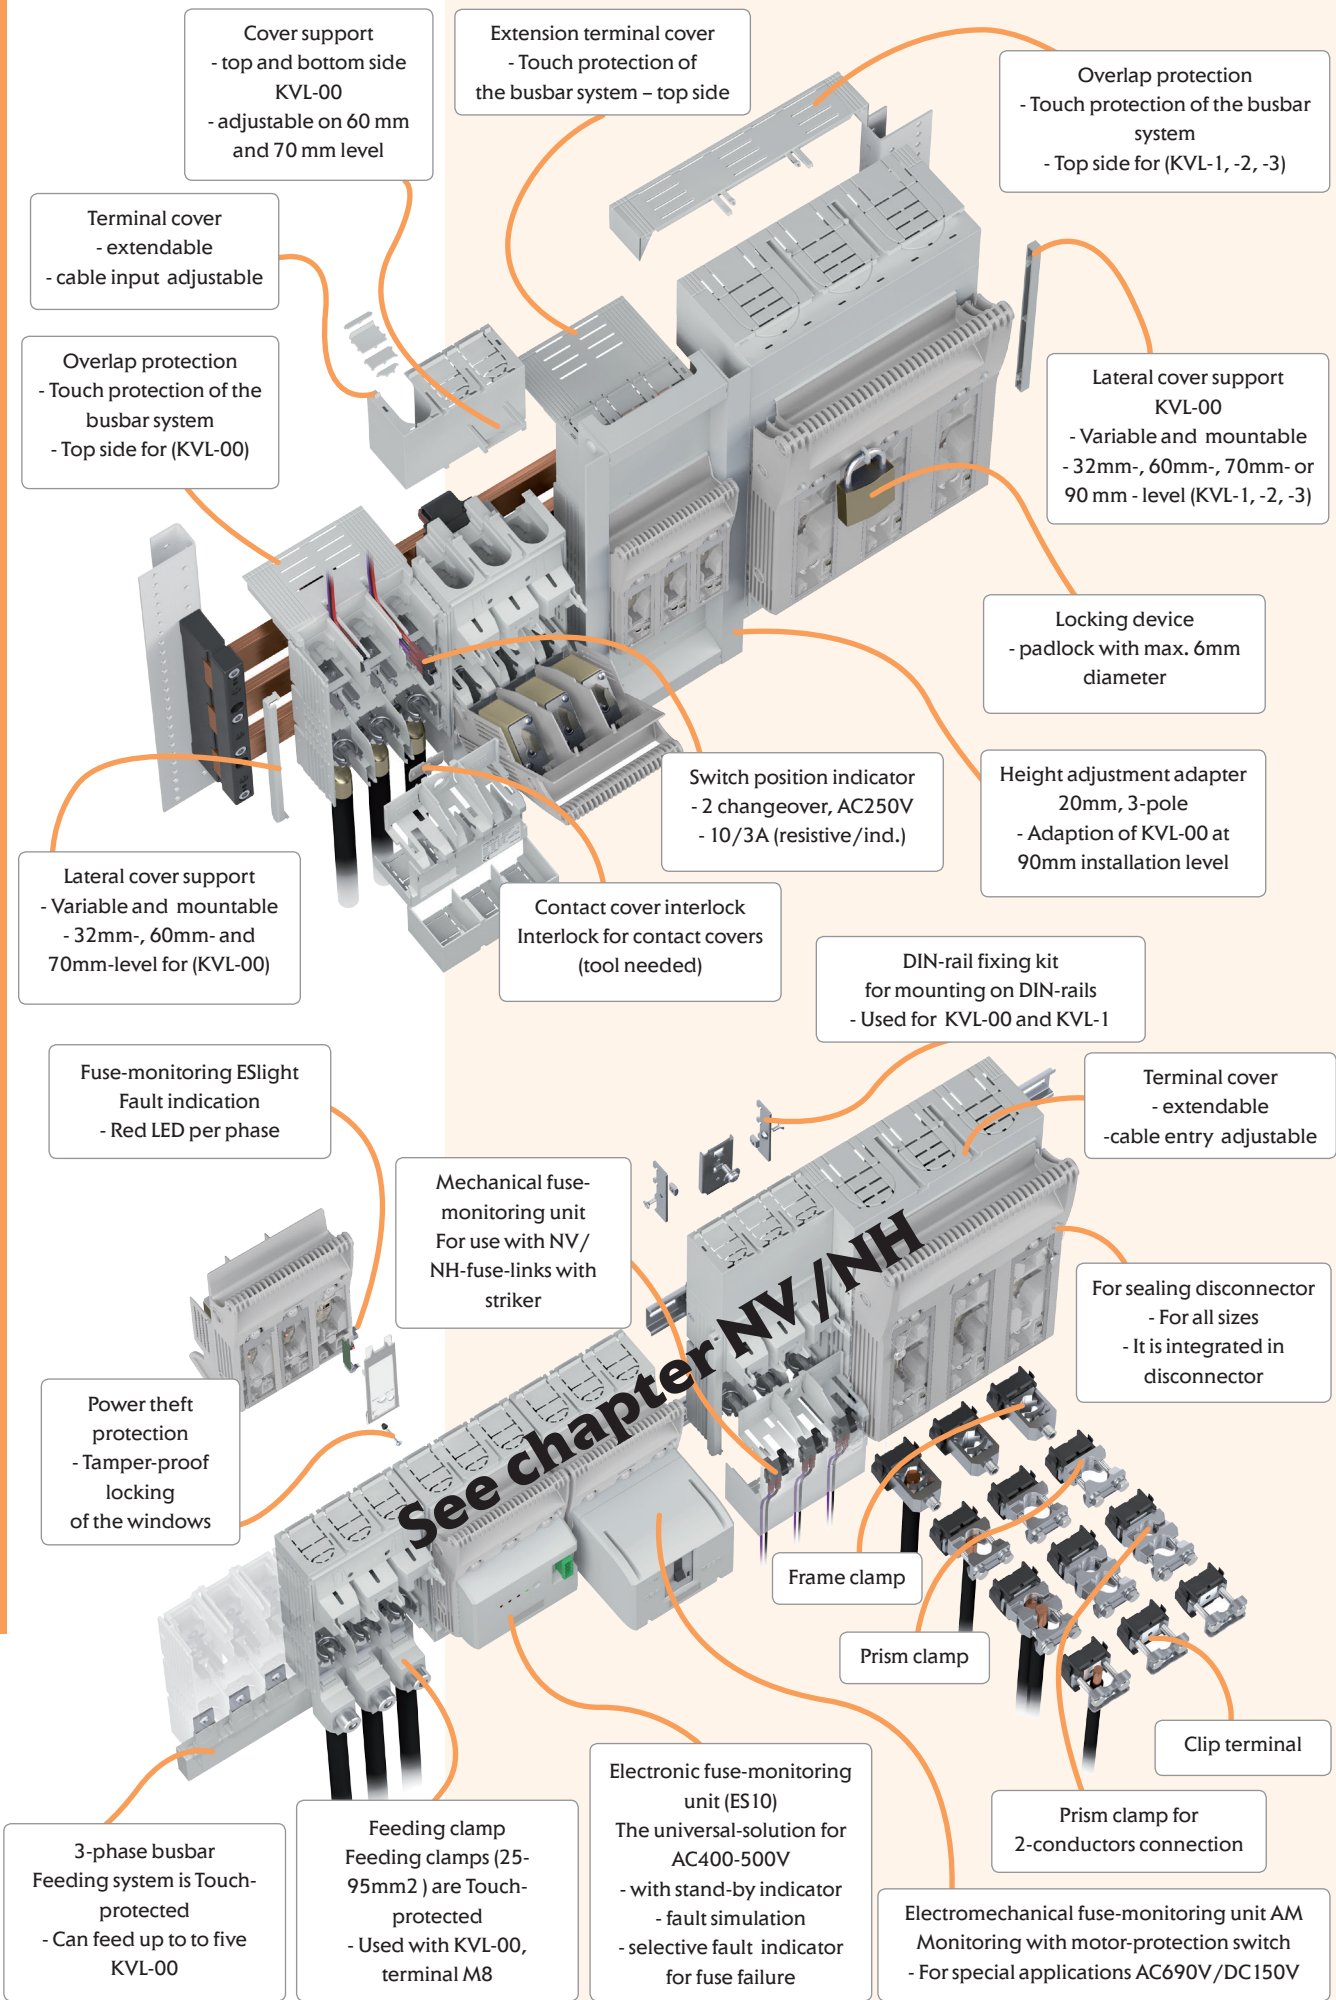 Cover support
- top and bottom side
KVL-00
- adjustable on 60 mm
and 70 mm level
Extension terminal cover
- Touch protection of
the busbar system – top side
Overlap protection
- Touch protection of the busbar
system
- Top side for (KVL-1, -2, -3)
Terminal cover
- extendable
- cable input adjustable
Overlap protection
- Touch protection of the
busbar system
- Top side for (KVL-00)
Lateral cover support
KVL-00
- Variable and mountable
- 32mm-, 60mm-, 70mm- or
90 mm - level (KVL-1, -2, -3)
Locking device
- padlock with max. 6mm
diameter
Switch position indicator
- 2 changeover, AC250V
- 10/3A (resistive/ind.)
Height adjustment adapter
20mm, 3-pole
- Adaption of KVL-00 at
90mm installation level
Lateral cover support
- Variable and mountable
- 32mm-, 60mm- and
70mm-level for (KVL-00)
Contact cover interlock
Interlock for contact covers
(tool needed)
DIN-rail fixing kit
for mounting on DIN-rails
- Used for KVL-00 and KVL-1
Fuse-monitoring ESlight
Fault indication
- Red LED per phase
Terminal cover
- extendable
-cable entry adjustable
Mechanical fuse-
monitoring unit
For use with NV/
NH-fuse-links with
striker
For sealing disconnector
- For all sizes
- It is integrated in
disconnector
Power theft
protection
- Tamper-proof
locking
of the windows
See chapter NV/NH
Frame clamp
Prism clamp
Clip terminal
Prism clamp for
2-conductors connection
3-phase busbar
Feeding system is Touch-
protected
- Can feed up to to five
KVL-00
Feeding clamp
Feeding clamps (25-
95mm2 ) are Touch-
protected
- Used with KVL-00,
terminal M8
Electronic fuse-monitoring
unit (ES10)
The universal-solution for
AC400-500V
- with stand-by indicator
- fault simulation
- selective fault indicator
for fuse failure
Electromechanical fuse-monitoring unit AM
Monitoring with motor-protection switch
- For special applications AC690V/DC150V